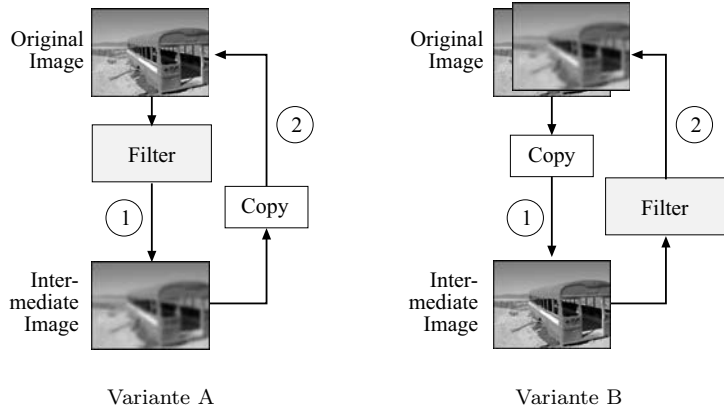 Original
Image
Filter
1
2
Copy
Inter-
mediate
Image
Variante A
Original
Image
Copy
1
2
Filter
Inter-
mediate
Image
Variante B